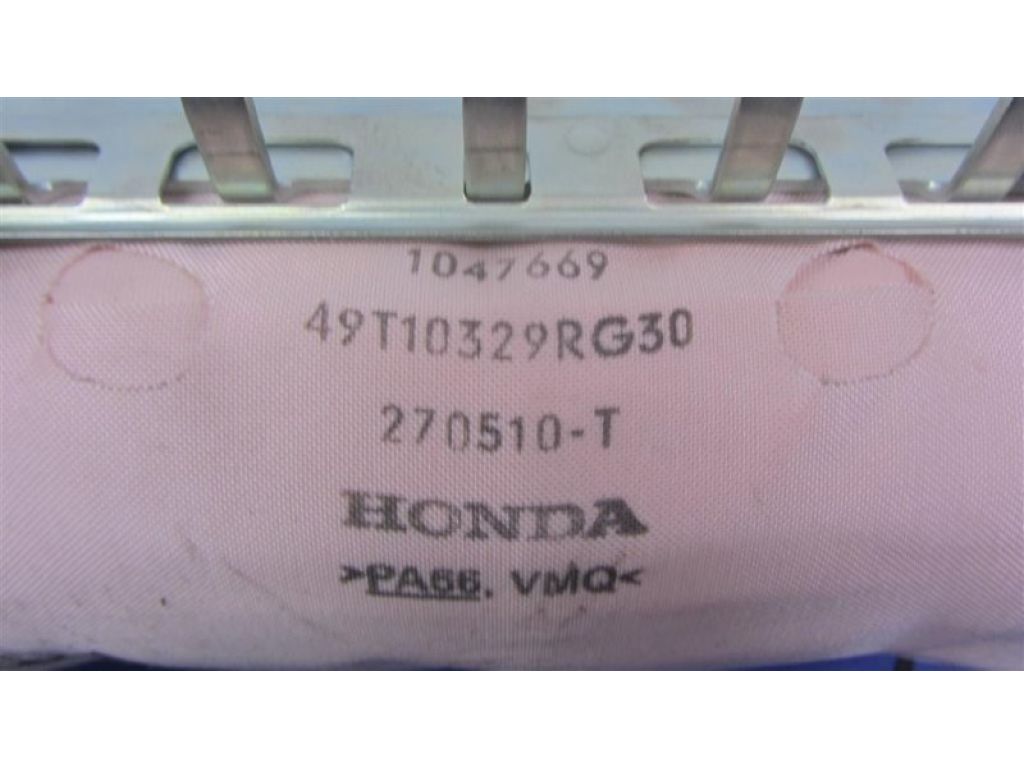 1047669
49T10329RG30
270510-T
HONDA
>PA66, VMQ<